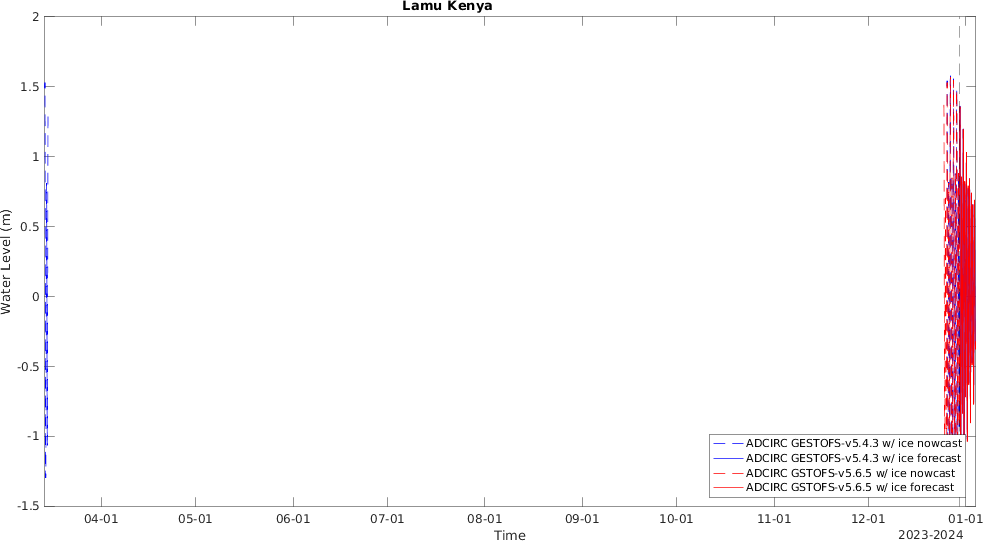 Lamu Kenya
2
1.5
1
0.5
0
-0.5
-1
-1.5
Water Level (m)
04-01 05-01 06-01 07-01 08-01 09-01 10-01 11-01 12-01 01-01
Time
2023-2024
ADCIRC GESTOFS-v5.4.3 w/ ice nowcast
ADCIRC GESTOFS-v5.4.3 w/ ice forecast
ADCIRC GSTOFS-v5.6.5 w/ ice nowcast
ADCIRC GSTOFS-v5.6.5 w/ ice forecast